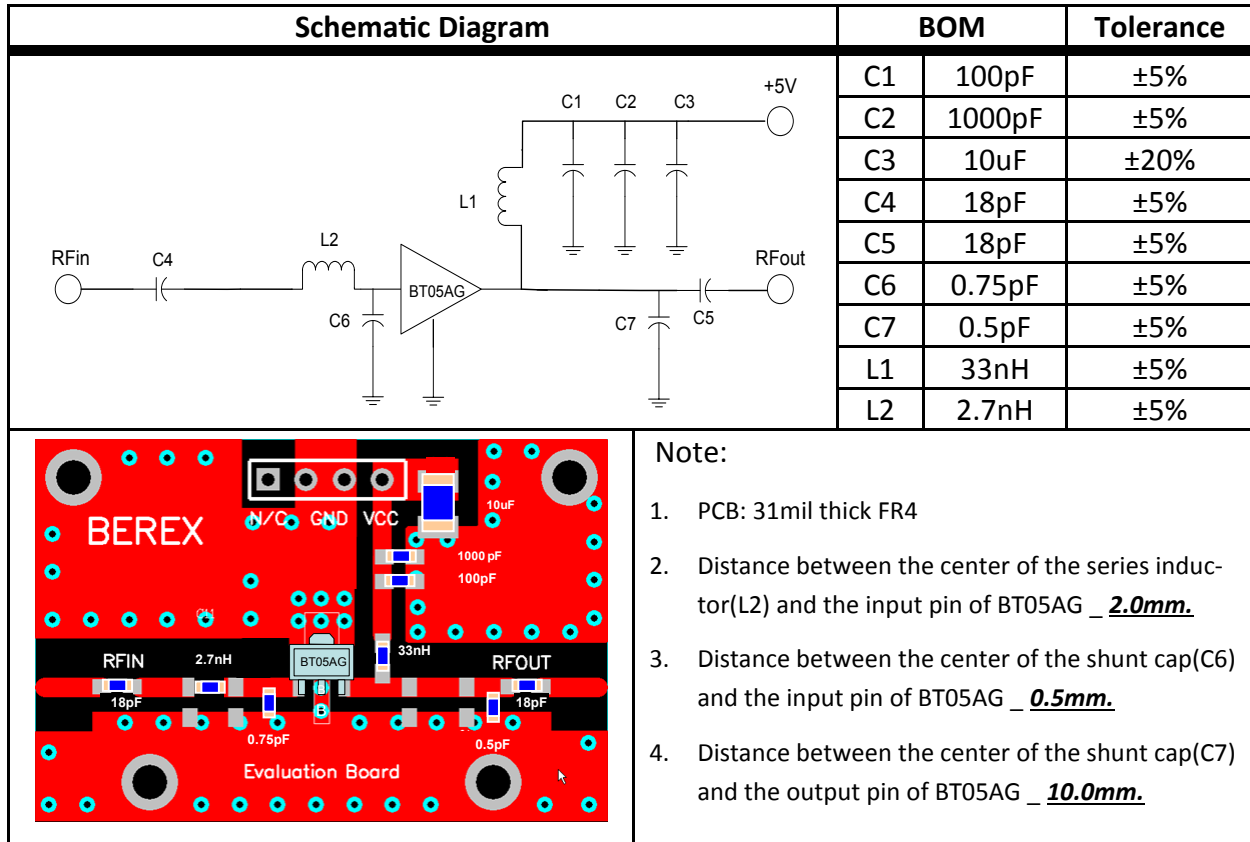 Schematic Diagram
BOM
Tolerance
+5V
C1 C2 C3
L1
RFin
C4
L2
C6
BT05AG
C7
C5
RFout
C1 100pF ±5%
C2 1000pF ±5%
C3 10uF ±20%
C4 18pF ±5%
C5 18pF ±5%
C6 0.75pF ±5%
C7 0.5pF ±5%
L1 33nH ±5%
L2 2.7nH ±5%
BEREX
N/C GND VCC
10uF
1000 pF
100pF
RFIN
2.7nH
BT05AG
33nH
RFOUT
18pF
18pF
0.75pF
0.5pF
Evaluation Board
Note:
1. PCB: 31mil thick FR4
2. Distance between the center of the series induc-
tor(L2) and the input pin of BT05AG _ 2.0mm.
3. Distance between the center of the shunt cap(C6)
and the input pin of BT05AG _ 0.5mm.
4. Distance between the center of the shunt cap(C7)
and the output pin of BT05AG _ 10.0mm.